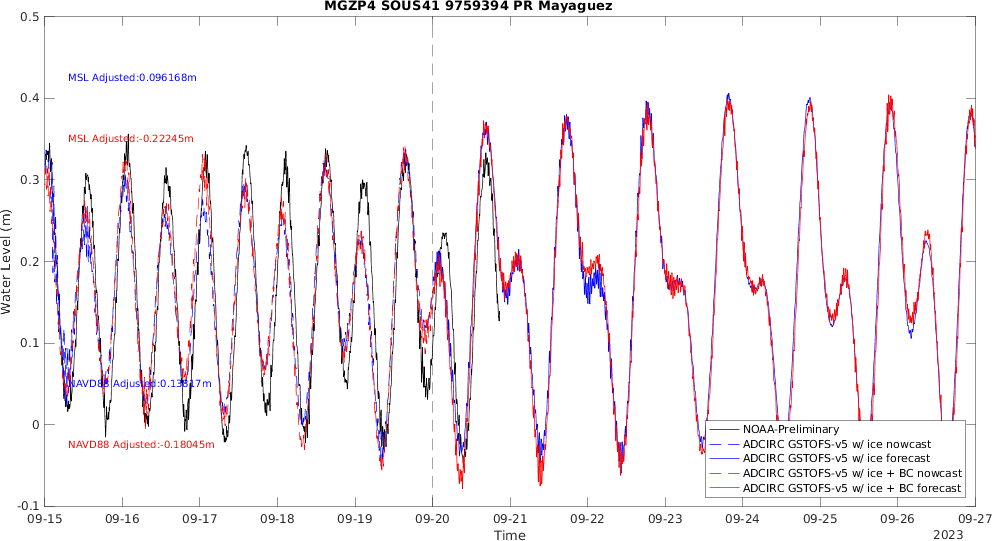 MGZP4 SOUS41 9759394 PR Mayaguez
0.5
0.4
0.3
0.2
0.1
0
-0.1
Water Level (m)
MSL Adjusted:0.096168m
MSL Adjusted:-0.22245m
NAVD88 Adjusted:-0.18045m
NOAA-Preliminary
ADCIRC GSTOFS-v5 w/ ice nowcast
ADCIRC GSTOFS-v5 w/ ice forecast
ADCIRC GSTOFS-v5 w/ ice + BC nowcast
ADCIRC GSTOFS-v5 w/ ice + BC forecast
09-15 09-16 09-17 09-18 09-19 09-20 09-21 09-22 09-23 09-24 09-25 09-26 09-27
Time
2023